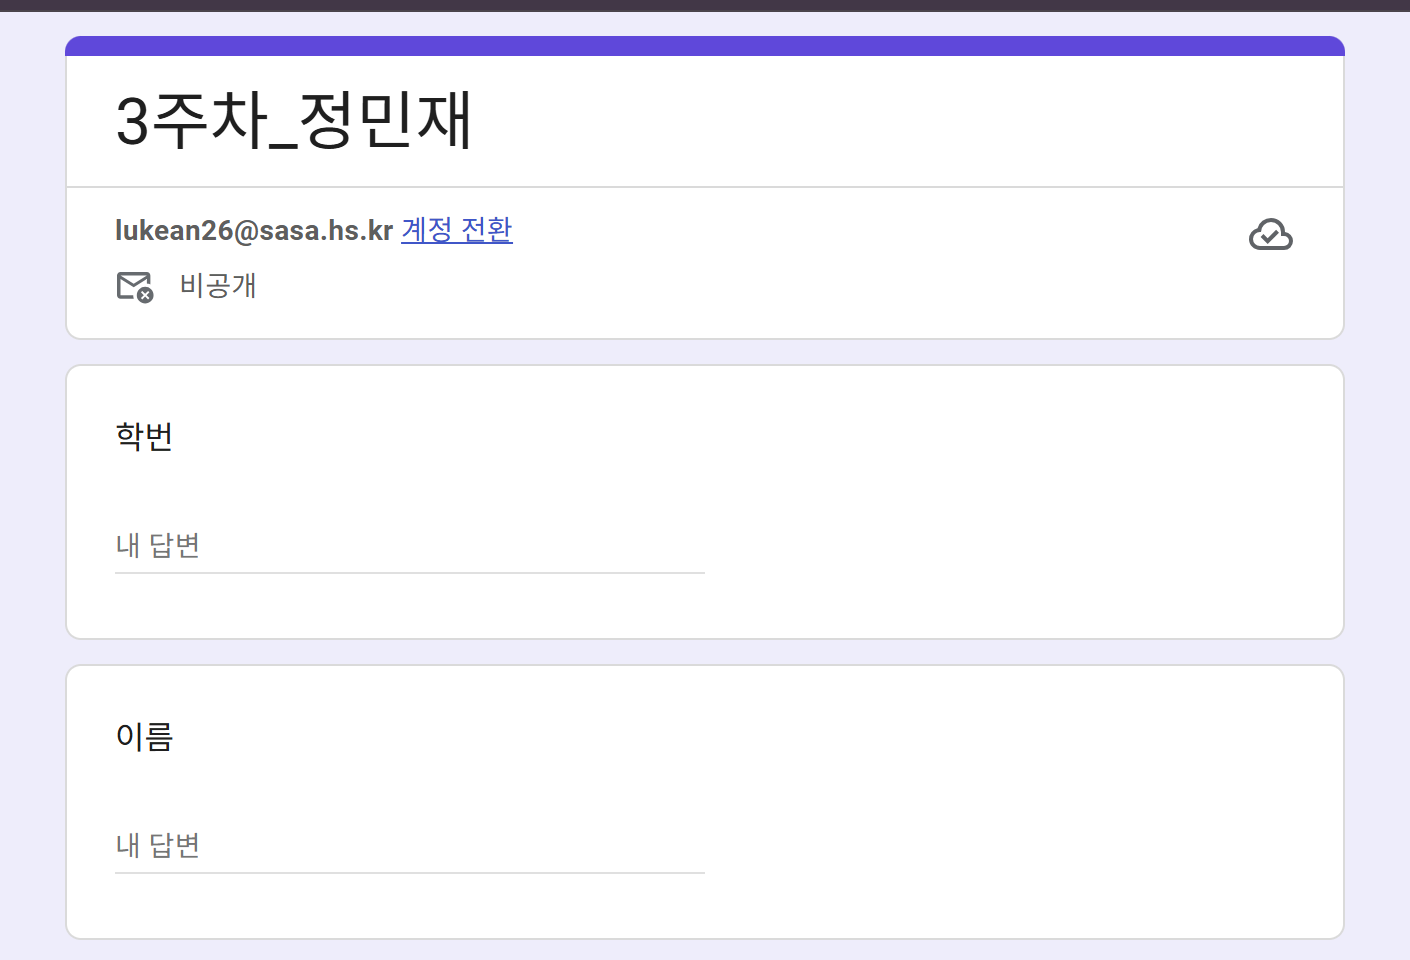 3주차_정민재
lukean26@sasa.hs.kr 계정 전환
비공개
학번
내 답변
이름
내 답변